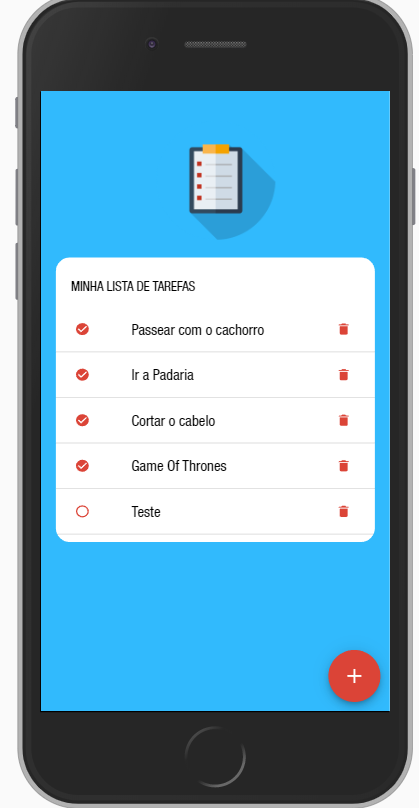 MINHA LISTA DE TAREFAS
Passear com o cachorro
Ir a Padaria
Cortar o cabelo
Game Of Thrones
Teste